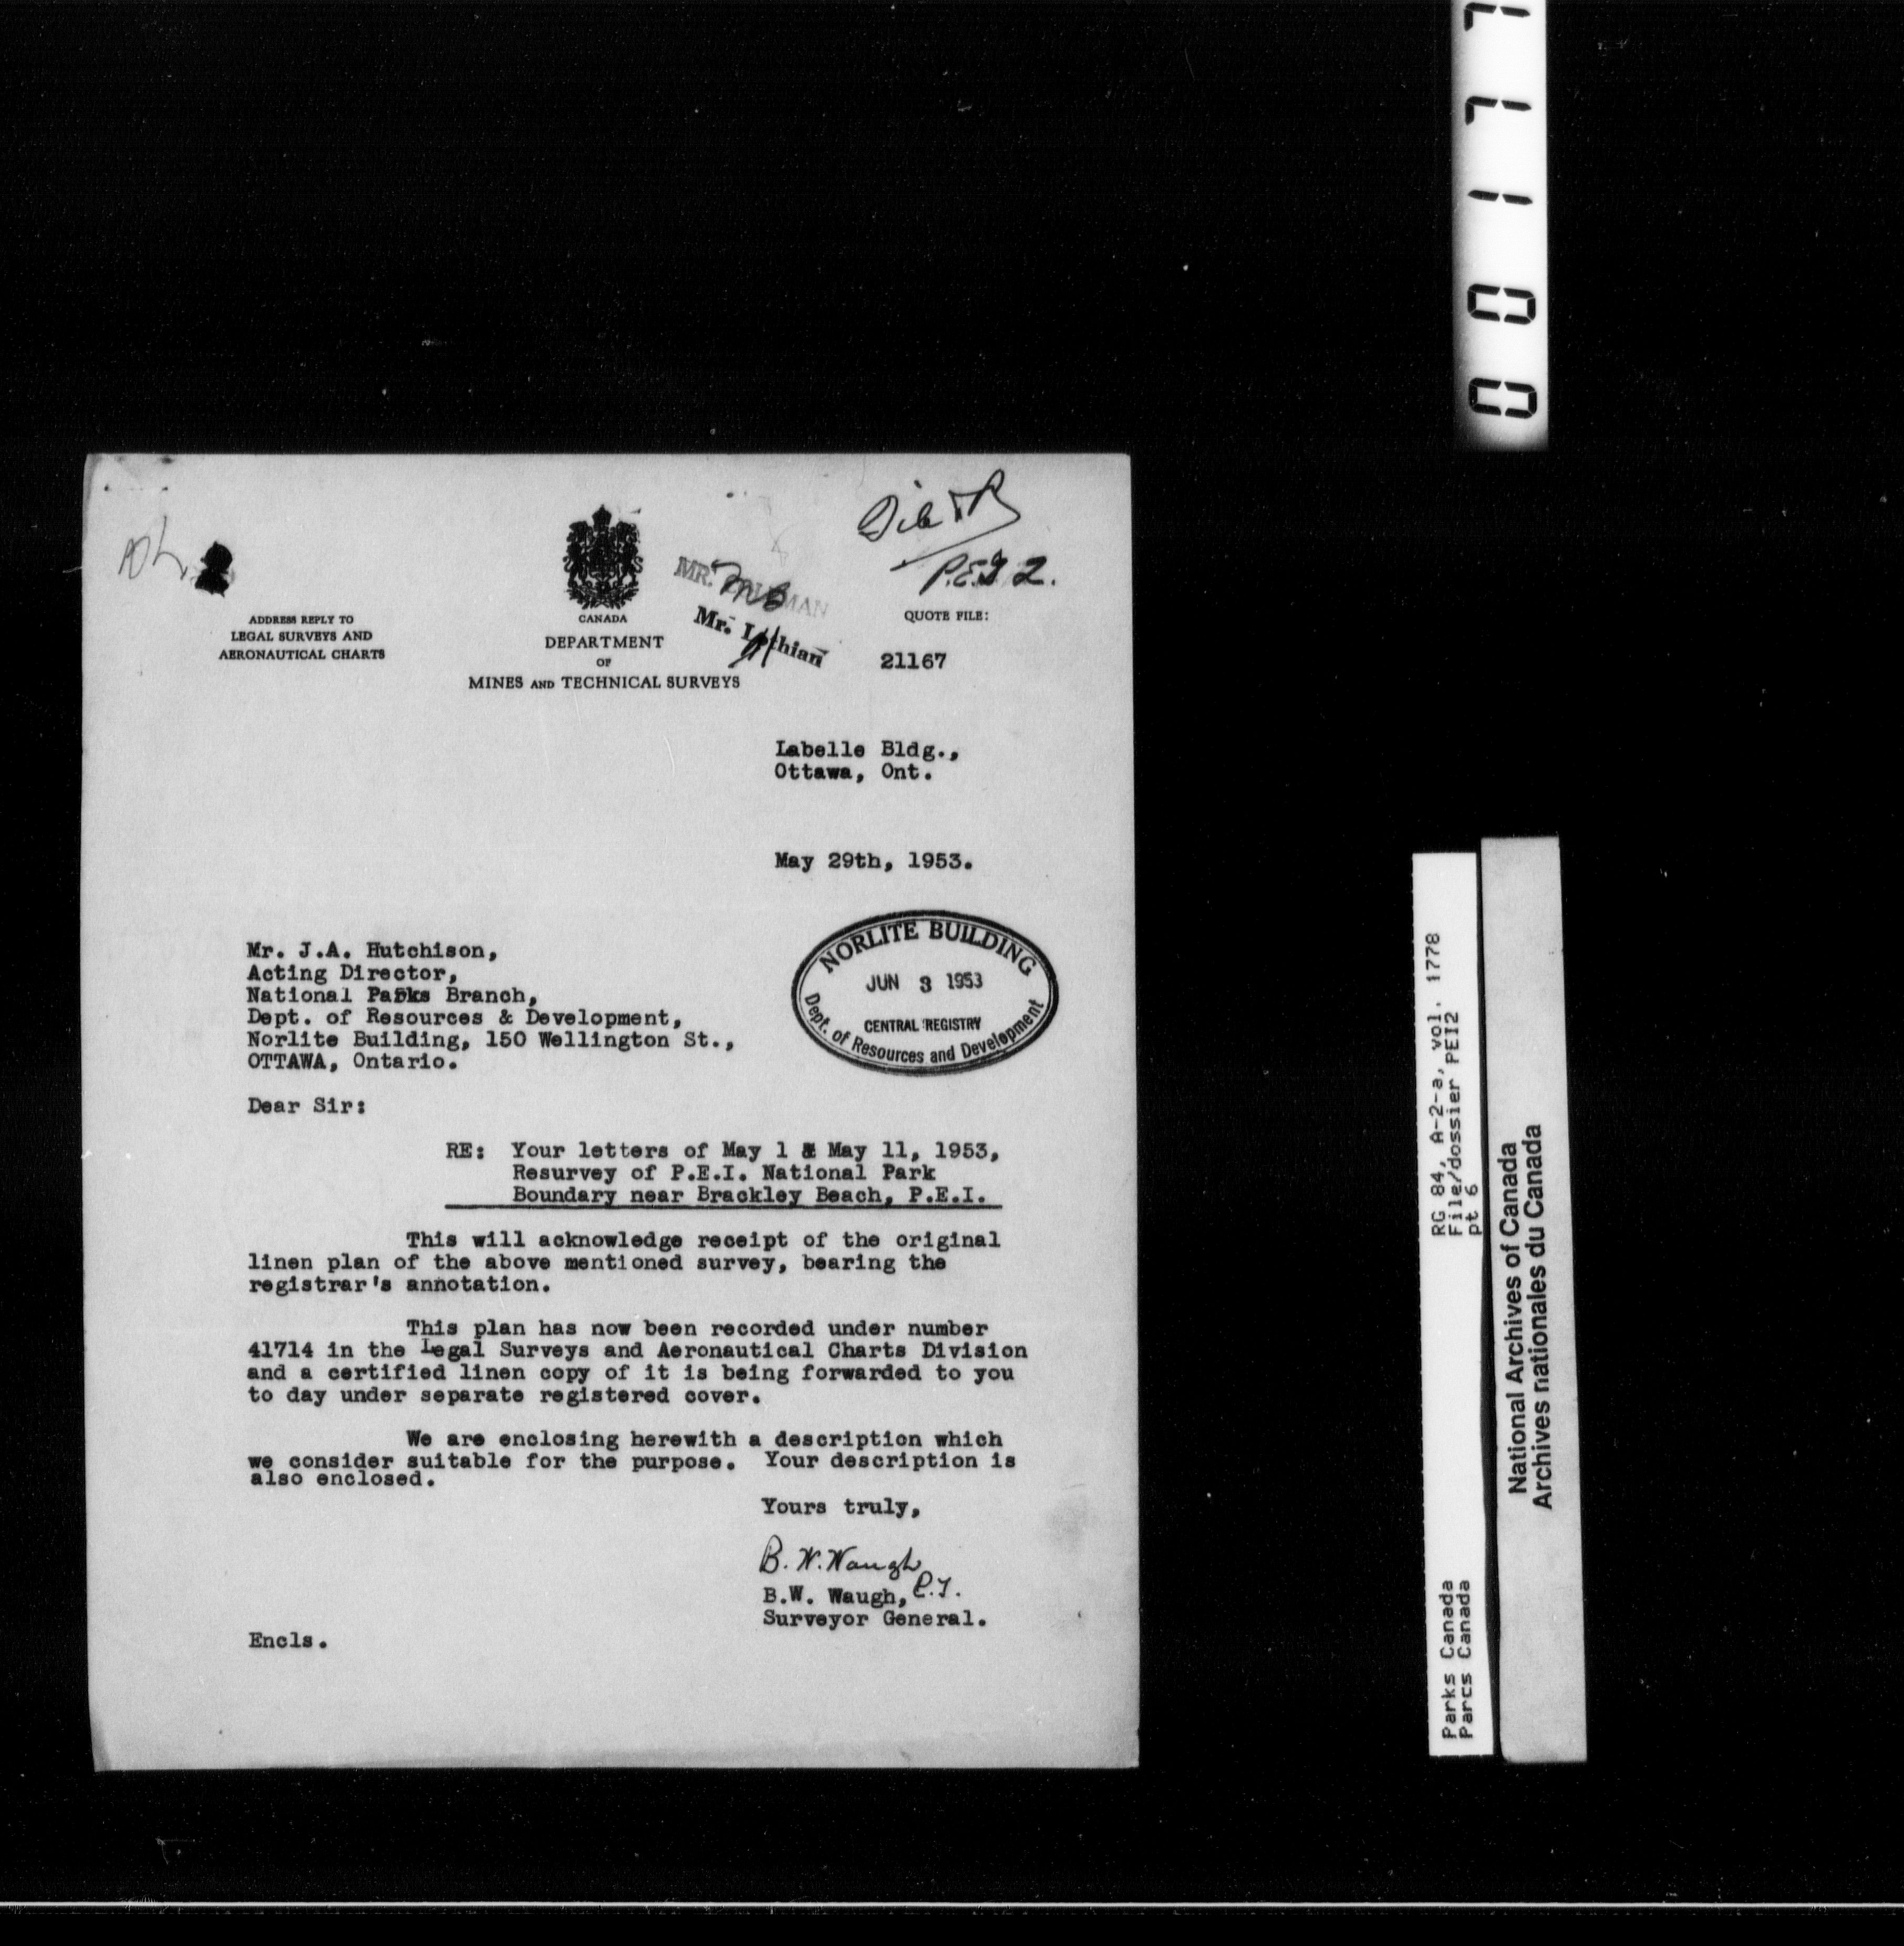 ADDRESS REPLY TO
LEGAL SURVEYS AND
AERONAUTICAL CHARTS
CANADA
DEPARTMENT
OF
MINES AND TECHNICAL SURVEYS
MR.
Mr. Lothian
P.E.I 2.
QUOTE FILE:
21167
Labelle Bldg.,
Ottawa, Ont.
May 29th, 1953.
NORLITE BUILDING
JUN 3 1953
CENTRAL REGISTRY
Dept. of Resources and Development
Mr. J.A. Hutchison,
Acting Director,
National Parks Branch,
Dept. of Resources & Development,
Norlite Building, 150 Wellington St.,
OTTAWA, Ontario.
Dear Sir:
RE: Your letters of May 1 & May 11, 1953,
Resurvey of P.E.I. National Park
Boundary near Brackley Beach, P.E.I.
This will acknowledge receipt of the original
linen plan of the above mentioned survey, bearing the
registrar's annotation.
This plan has now been recorded under number
41714 in the Legal Surveys and Aeronautical Charts Division
and a certified linen copy of it is being forwarded to you
to day under separate registered cover.
We are enclosing herewith a description which
we consider suitable for the purpose. Your description is
also enclosed.
Yours truly,
B. W. Waugh
B.W. Waugh,
Surveyor General.
Encls.
00177
RG 84, A-2-a, vol. 1778
File/dossier PEI2
pt 6
Parks Canada
Parcs Canada
National Archives of Canada
Archives nationales du Canada